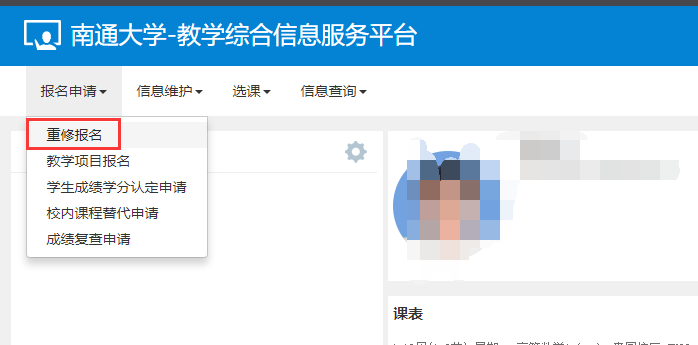 南通大学-教学综合信息服务平台
报名申请 信息维护 选课 信息查询
重修报名
教学项目报名
学生成绩学分认定申请
校内课程替代申请
成绩复查申请
课表